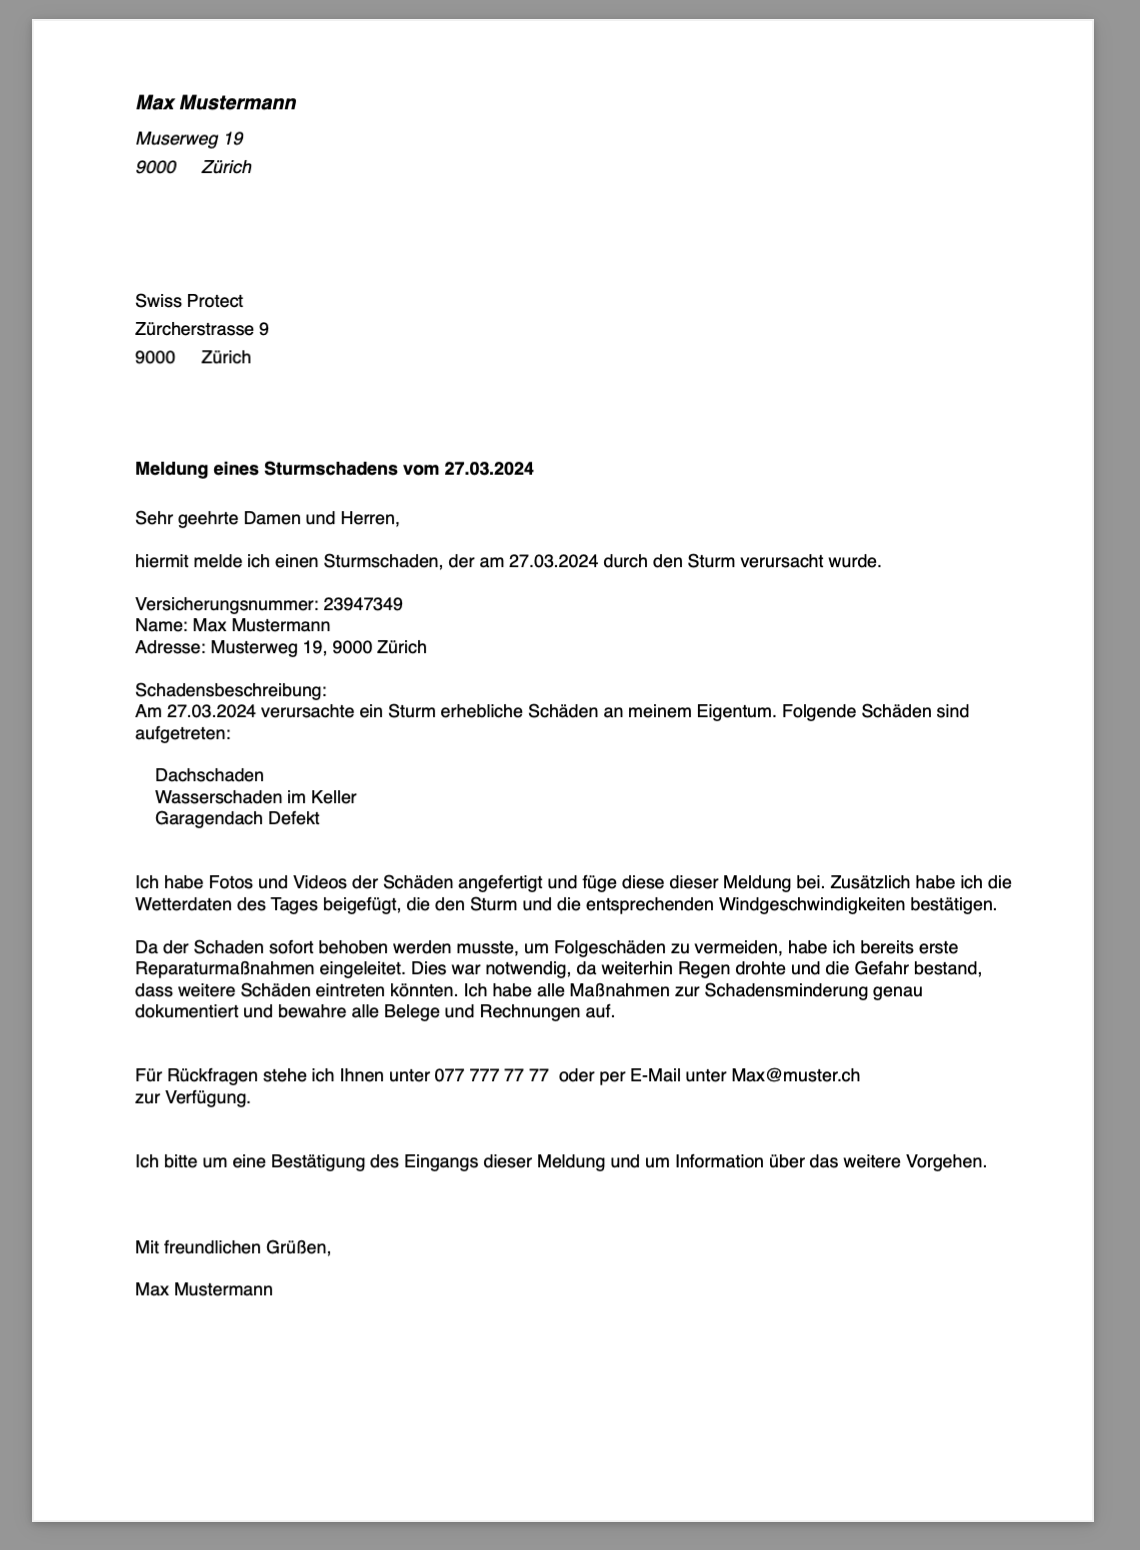 Max Mustermann
Muserweg 19
9000 Zürich
Swiss Protect
Zürcherstrasse 9
9000 Zürich
Meldung eines Sturmschadens vom 27.03.2024
Sehr geehrte Damen und Herren,
hiermit melde ich einen Sturmschaden, der am 27.03.2024 durch den Sturm verursacht wurde.
Versicherungsnummer: 23947349
Name: Max Mustermann
Adresse: Musterweg 19, 9000 Zürich
Schadensbeschreibung:
Am 27.03.2024 verursachte ein Sturm erhebliche Schäden an meinem Eigentum. Folgende Schäden sind
aufgetreten:
Dachschaden
Wasserschaden im Keller
Garagendach Defekt
Ich habe Fotos und Videos der Schäden angefertigt und füge diese dieser Meldung bei. Zusätzlich habe ich die
Wetterdaten des Tages beigefügt, die den Sturm und die entsprechenden Windgeschwindigkeiten bestätigen.
Da der Schaden sofort behoben werden musste, um Folgeschäden zu vermeiden, habe ich bereits erste
Reparaturmaßnahmen eingeleitet. Dies war notwendig, da weiterhin Regen drohte und die Gefahr bestand,
dass weitere Schäden eintreten könnten. Ich habe alle Maßnahmen zur Schadensminderung genau
dokumentiert und bewahre alle Belege und Rechnungen auf.
Für Rückfragen stehe ich Ihnen unter 077 777 77 77  oder per E-Mail unter Max@muster.ch
zur Verfügung.
Ich bitte um eine Bestätigung des Eingangs dieser Meldung und um Information über das weitere Vorgehen.
Mit freundlichen Grüßen,
Max Mustermann